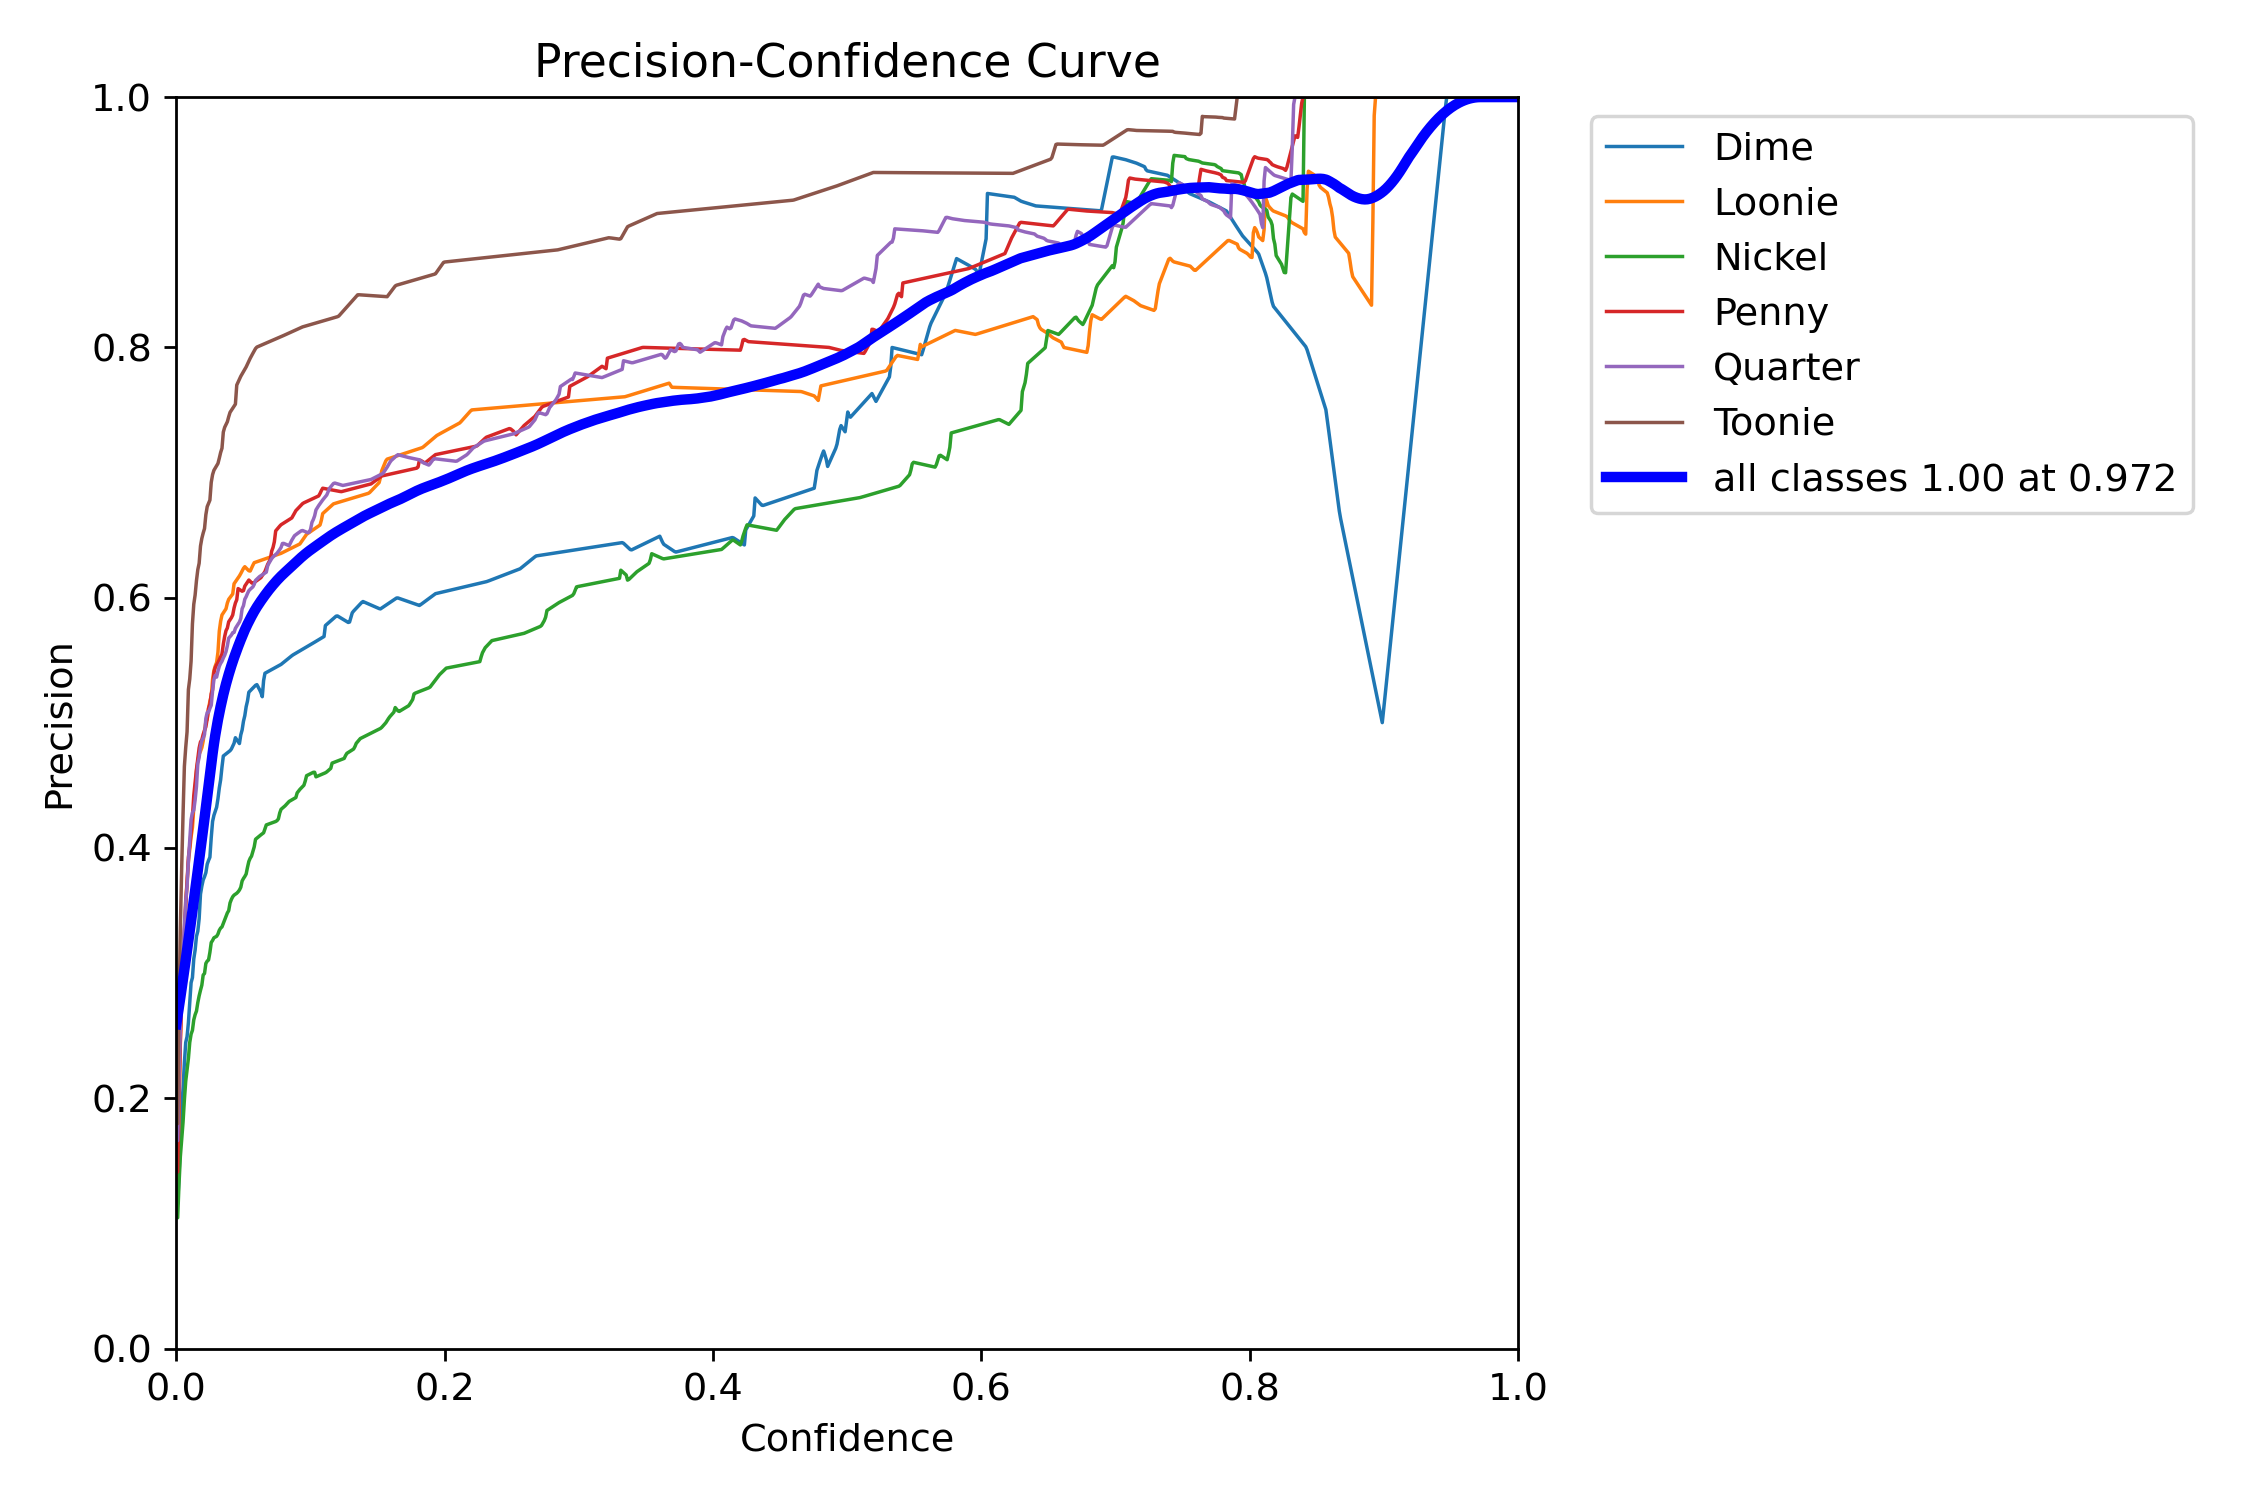 Precision-Confidence Curve
1.0
0.8
0.6
0.4
0.2
0.0
Precision
0.0 0.2 0.4 0.6 0.8 1.0
Confidence
Dime
Loonie
Nickel
Penny
Quarter
Toonie
all classes 1.00 at 0.972